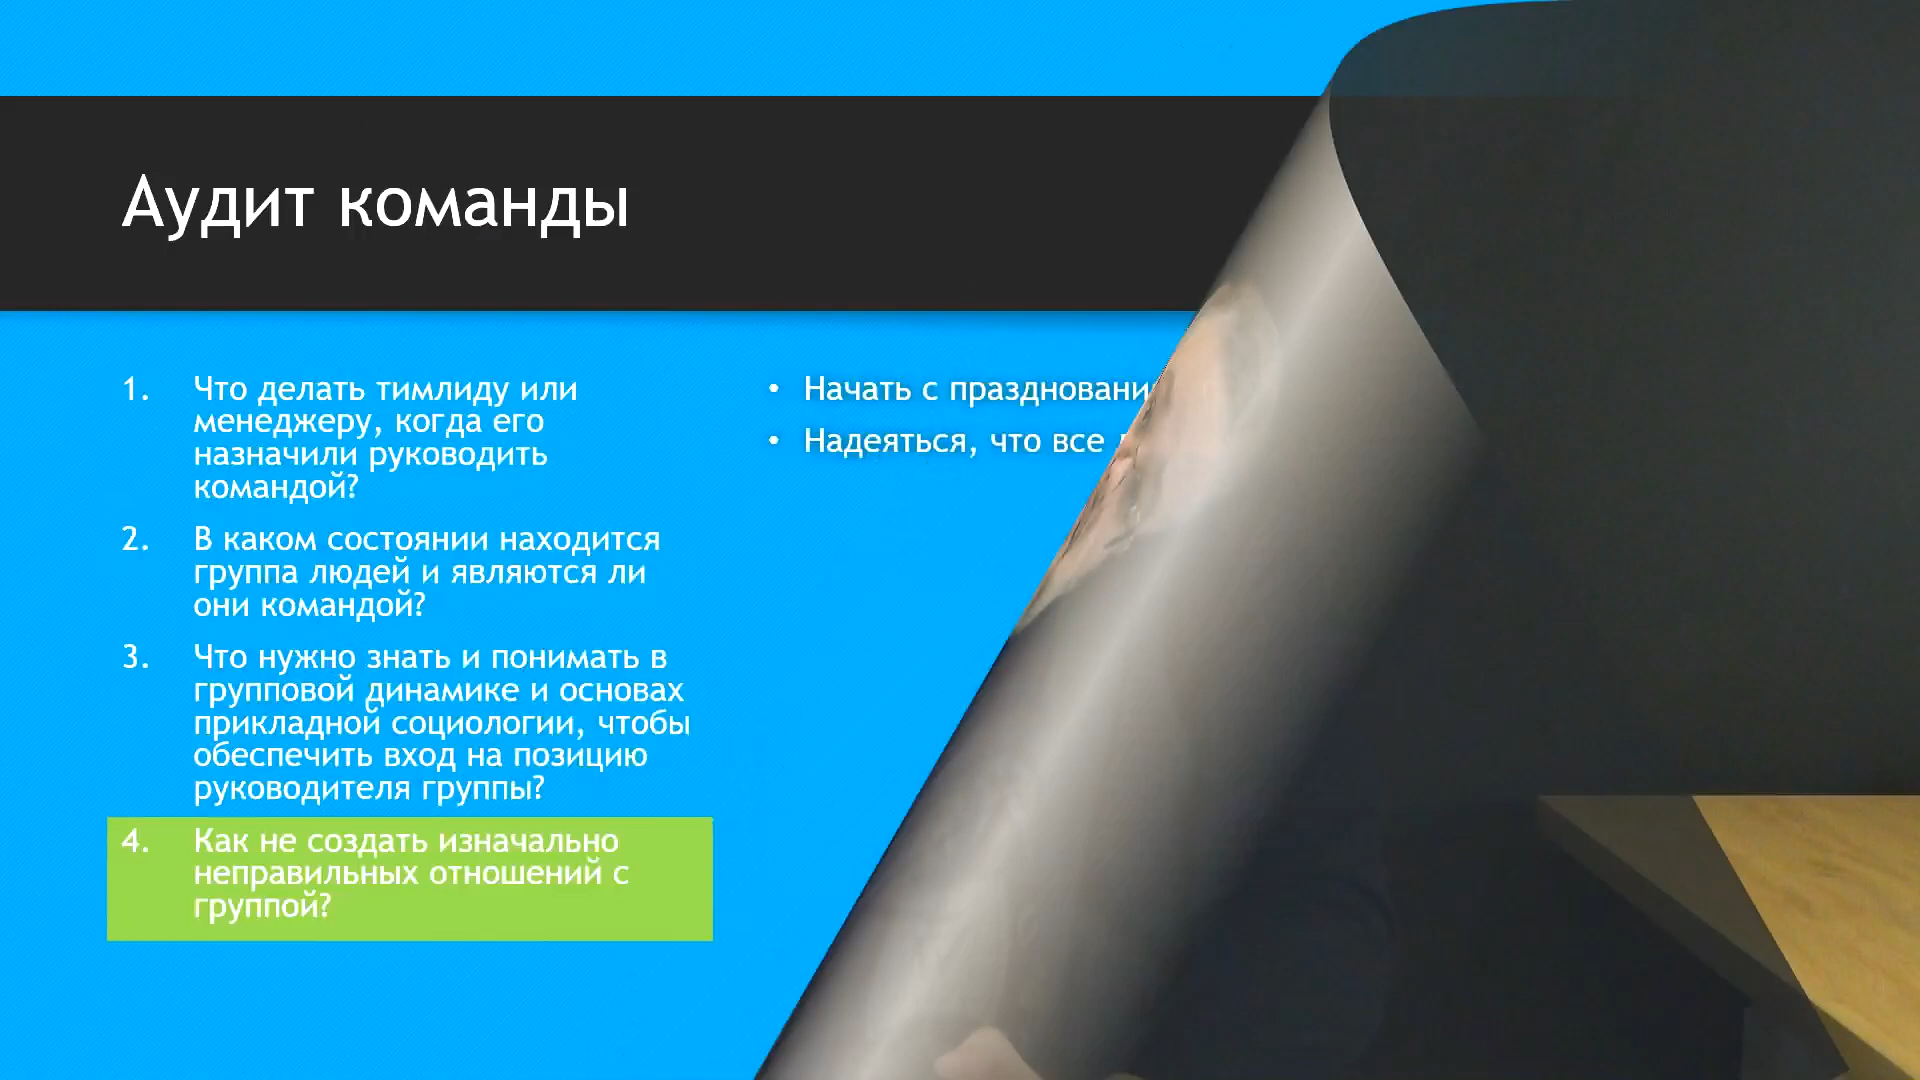 Аудит команды
1. Что делать тимлиду или
менеджеру, когда его
назначили руководить
командой?
2. В каком состоянии находится
группа людей и являются ли
они командой?
3. Что нужно знать и понимать в
групповой динамике и основах
прикладной социологии, чтобы
обеспечить вход на позицию
руководителя группы?
4. Как не создать изначально
неправильных отношений с
группой?
• Начать с
• Надеяться, что все